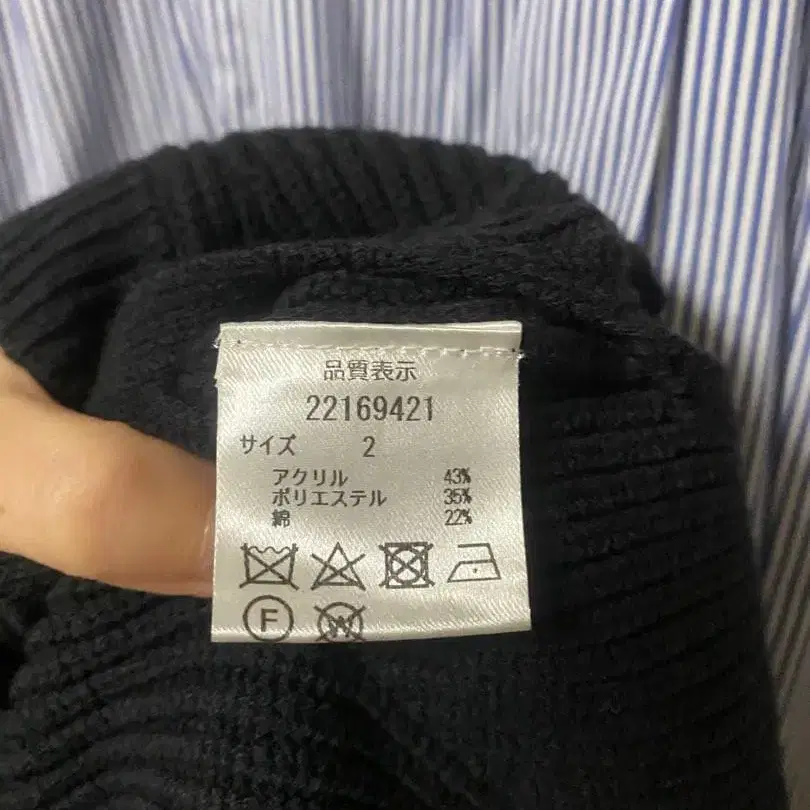 品質表示
22169421
サイズ 2
アクリル 43%
ポリエステル 35%
綿 22%
F W